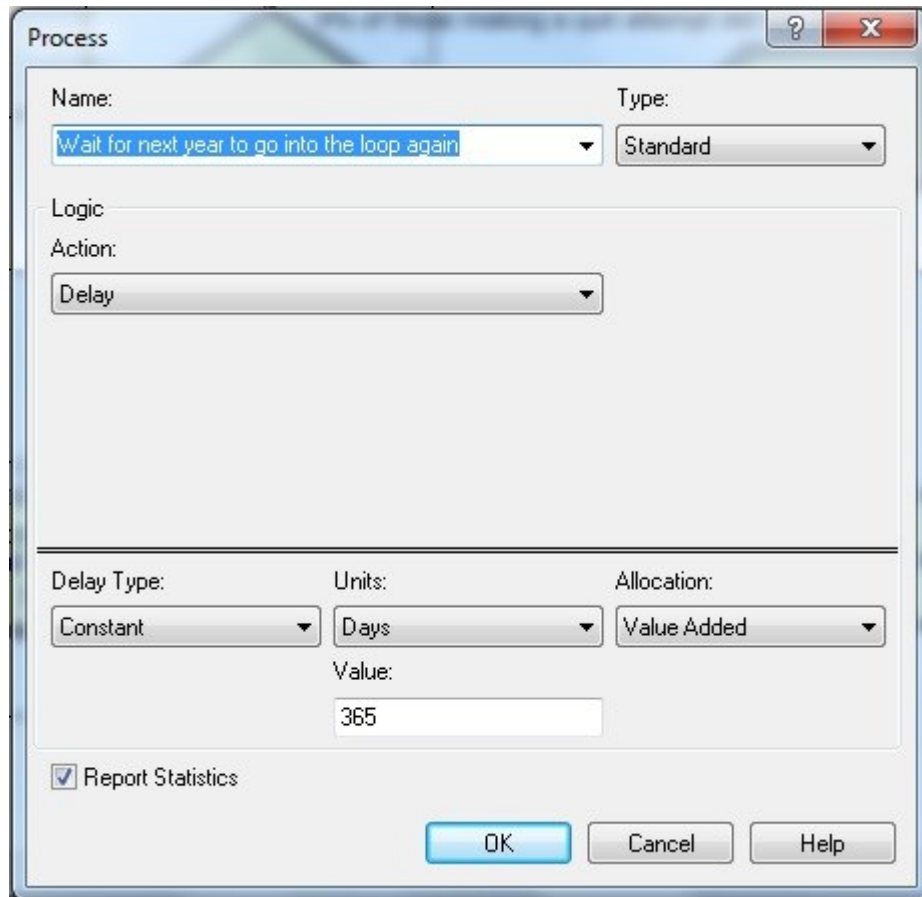 Process
Name:
Type:
Wait for next year to go into the loop again
Standard
Logic
Action:
Delay
Delay Type:
Units:
Allocation:
Constant
Days
Value Added
Value:
365
Report Statistics
OK
Cancel
Help